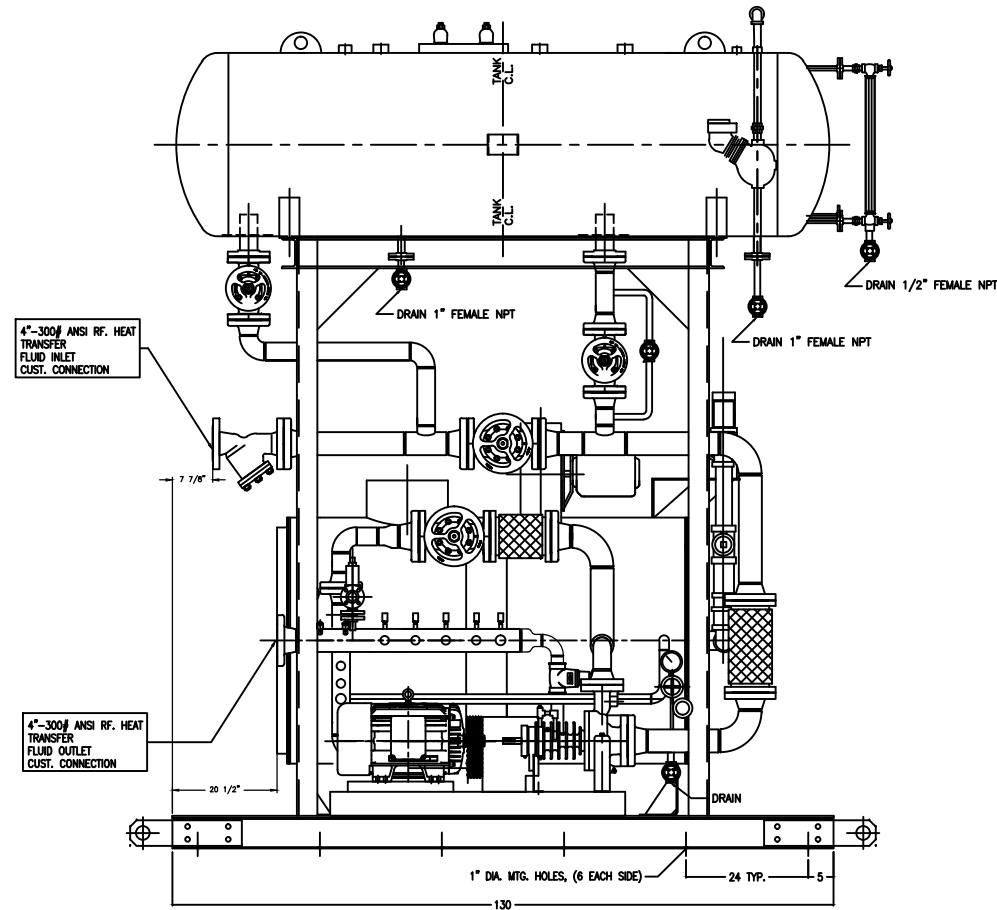 TANK
C.L.
TANK
C.L.
DRAIN 1/2" FEMALE NPT
DRAIN 1" FEMALE NPT
DRAIN 1" FEMALE NPT
4"-300# ANSI RF. HEAT
TRANSFER
FLUID INLET
CUST. CONNECTION
7 7/8"
4"-300# ANSI RF. HEAT
TRANSFER
FLUID OUTLET
CUST. CONNECTION
20 1/2"
DRAIN
1" DIA. MTG. HOLES, (6 EACH SIDE)
24 TYP.
5
130